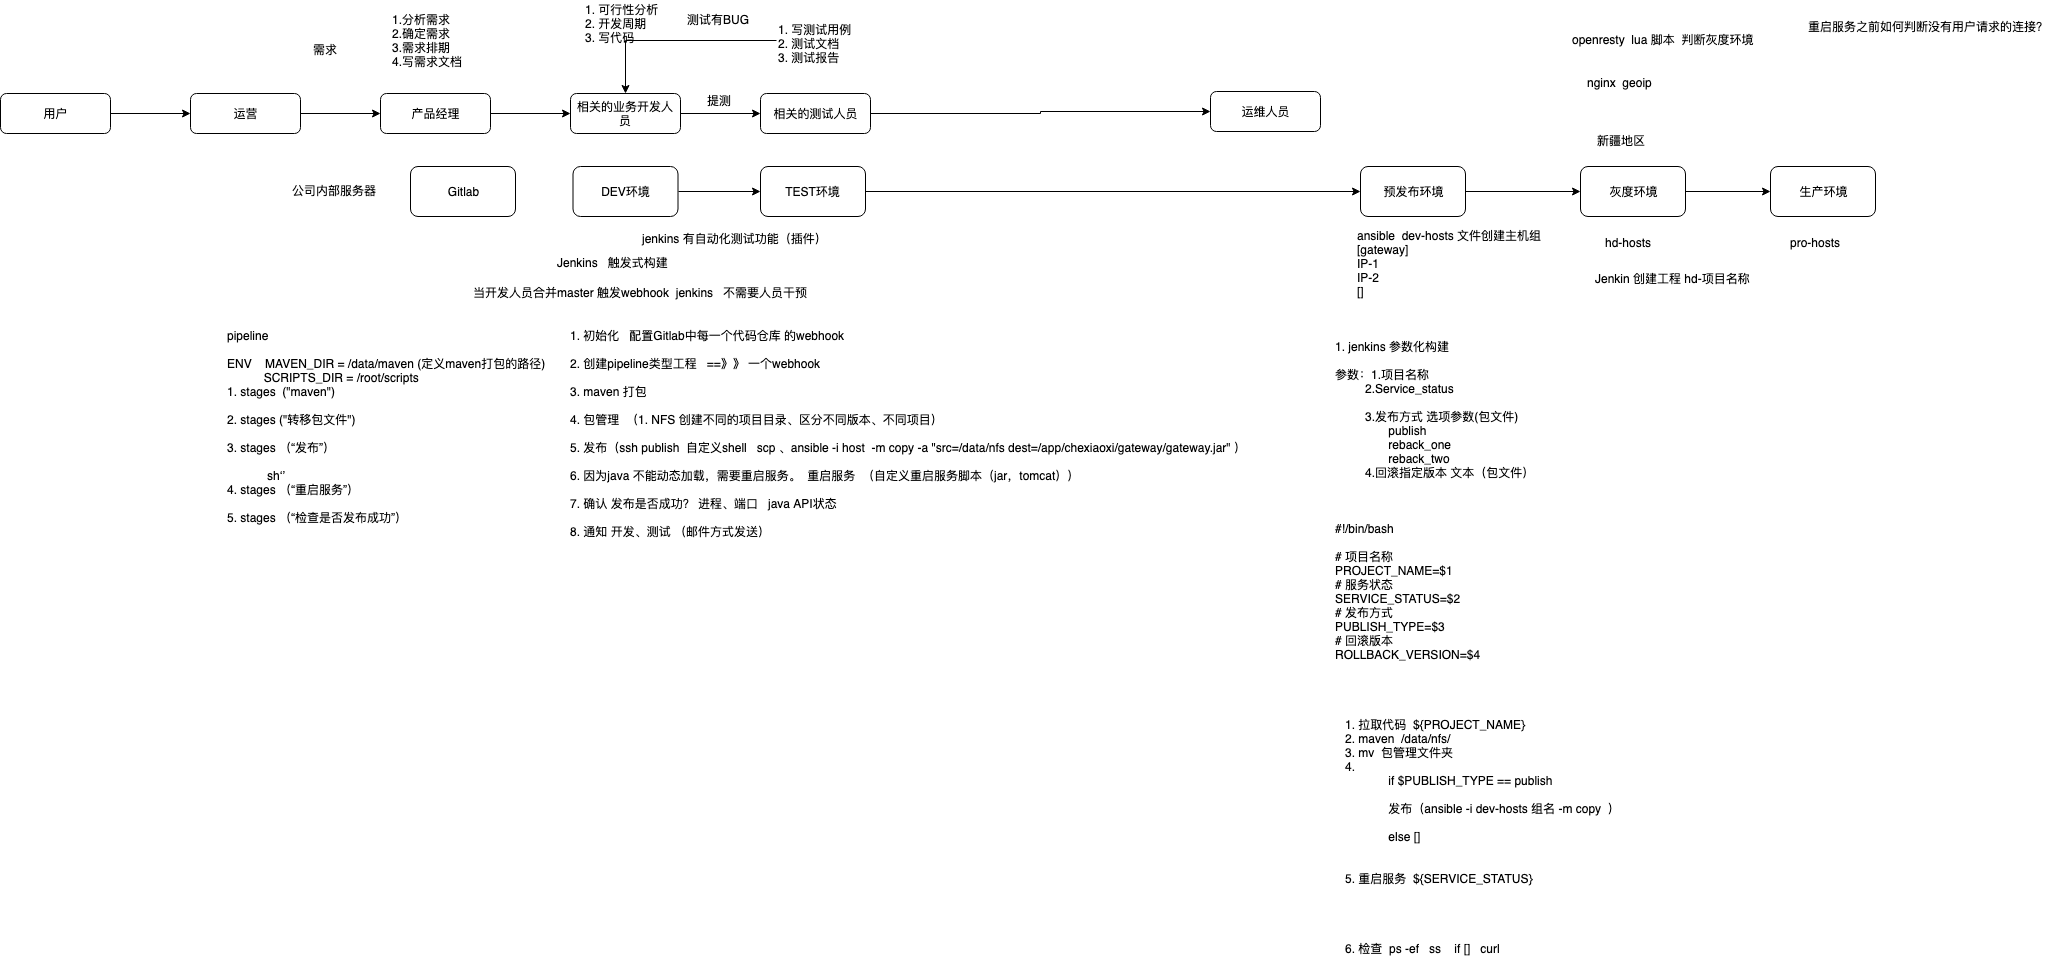 需求
1.分析需求
2.确定需求
3.需求排期
4.写需求文档
1. 可行性分析
2. 开发周期
3. 写代码
测试有BUG
1. 写测试用例
2. 测试文档
3. 测试报告
openresty lua 脚本 判断灰度环境
重启服务之前如何判断没有用户请求的连接?
nginx geoip
用户
运营
产品经理
相关的业务开发人
员
提测
相关的测试人员
运维人员
新疆地区
公司内部服务器
Gitlab
DEV环境
TEST环境
预发布环境
灰度环境
生产环境
jenkins 有自动化测试功能（插件）
Jenkins 触发式构建
当开发人员合并master 触发webhook jenkins 不需要人员干预
ansible dev-hosts 文件创建主机组
[gateway]
IP-1
IP-2
[]
hd-hosts
pro-hosts
Jenkin 创建工程 hd-项目名称
pipeline
ENV MAVEN_DIR = /data/maven (定义maven打包的路径)
SCRIPTS_DIR = /root/scripts
1. stages ("maven")
2. stages ("转移包文件")
3. stages （“发布”）
sh‘’
4. stages （“重启服务”）
5. stages （“检查是否发布成功”）
1. 初始化 配置Gitlab中每一个代码仓库 的webhook
2. 创建pipeline类型工程 ==》》 一个webhook
3. maven 打包
4. 包管理 （1. NFS 创建不同的项目目录、区分不同版本、不同项目）
5. 发布（ssh publish 自定义shell scp 、ansible -i host -m copy -a "src=/data/nfs dest=/app/chexiaoxi/gateway/gateway.jar" ）
6. 因为java 不能动态加载，需要重启服务。 重启服务 （自定义重启服务脚本（jar，tomcat））
7. 确认 发布是否成功？ 进程、端口 java API状态
8. 通知 开发、测试 （邮件方式发送）
1. jenkins 参数化构建
参数：1.项目名称
2.Service_status
3.发布方式 选项参数(包文件)
publish
reback_one
reback_two
4.回滚指定版本 文本（包文件）
#!/bin/bash
# 项目名称
PROJECT_NAME=$1
# 服务状态
SERVICE_STATUS=$2
# 发布方式
PUBLISH_TYPE=$3
# 回滚版本
ROLLBACK_VERSION=$4
1. 拉取代码 ${PROJECT_NAME}
2. maven /data/nfs/
3. mv 包管理文件夹
4.
if $PUBLISH_TYPE == publish
发布（ansible -i dev-hosts 组名 -m copy ）
else []
5. 重启服务 ${SERVICE_STATUS}
6. 检查 ps -ef ss if [] curl